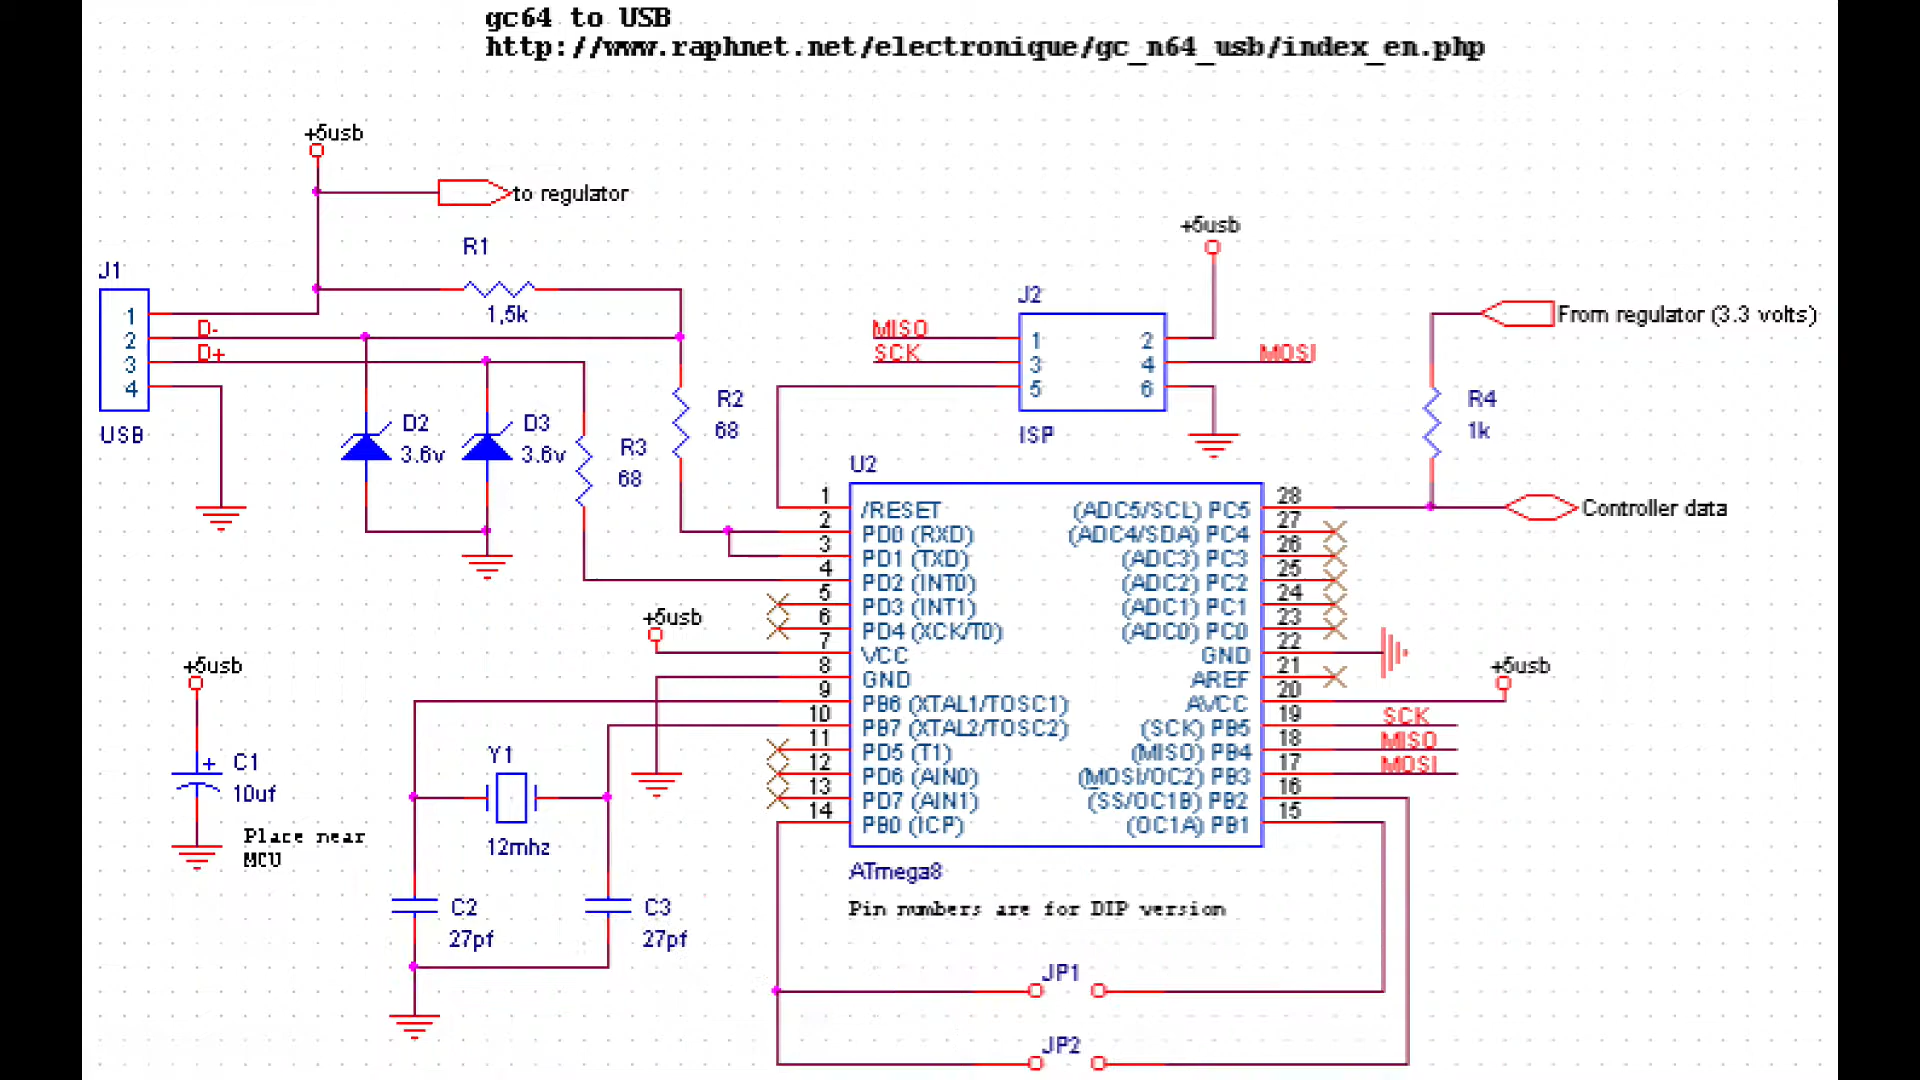 gc64 to USB
http://www.raphnet.net/electronique/gc_n64_usb/index_en.php
+5usb
to regulator
+5usb
R1
1,5k
J1
1
2
3
4
USB
D-
D+
J2
MISO
SCK
1
3
5
2
4
6
MOSI
ISP
From regulator (3.3 volts)
R4
1k
Controller data
D2
3.6v
D3
3.6v
R3
68
R2
68
U2
1 /RESET
2 PD0 (RXD)
3 PD1 (TXD)
4 PD2 (INT0)
5 PD3 (INT1)
6 PD4 (XCK/T0)
7 VCC
8 GND
9 PB6 (XTAL1/TOSC1)
10 PB7 (XTAL2/TOSC2)
11 PD5 (T1)
12 PD6 (AIN0)
13 PD7 (AIN1)
14 PB0 (ICP)
(ADC5/SCL) PC5 28
(ADC4/SDA) PC4 27
(ADC3) PC3 26
(ADC2) PC2 25
(ADC1) PC1 24
(ADC0) PC0 23
GND 22
AREF 21
AVCC 20
(SCK) PB5 19
(MISO) PB4 18
(MOSI/OC2) PB3 17
(SS/OC1B) PB2 16
(OC1A) PB1 15
+5usb
+5usb
SCK
MISO
MOSI
+5usb
C1
10uf
Place near
MCU
Y1
12mhz
C2
27pf
C3
27pf
ATmega8
Pin numbers are for DIP version
JP1
JP2